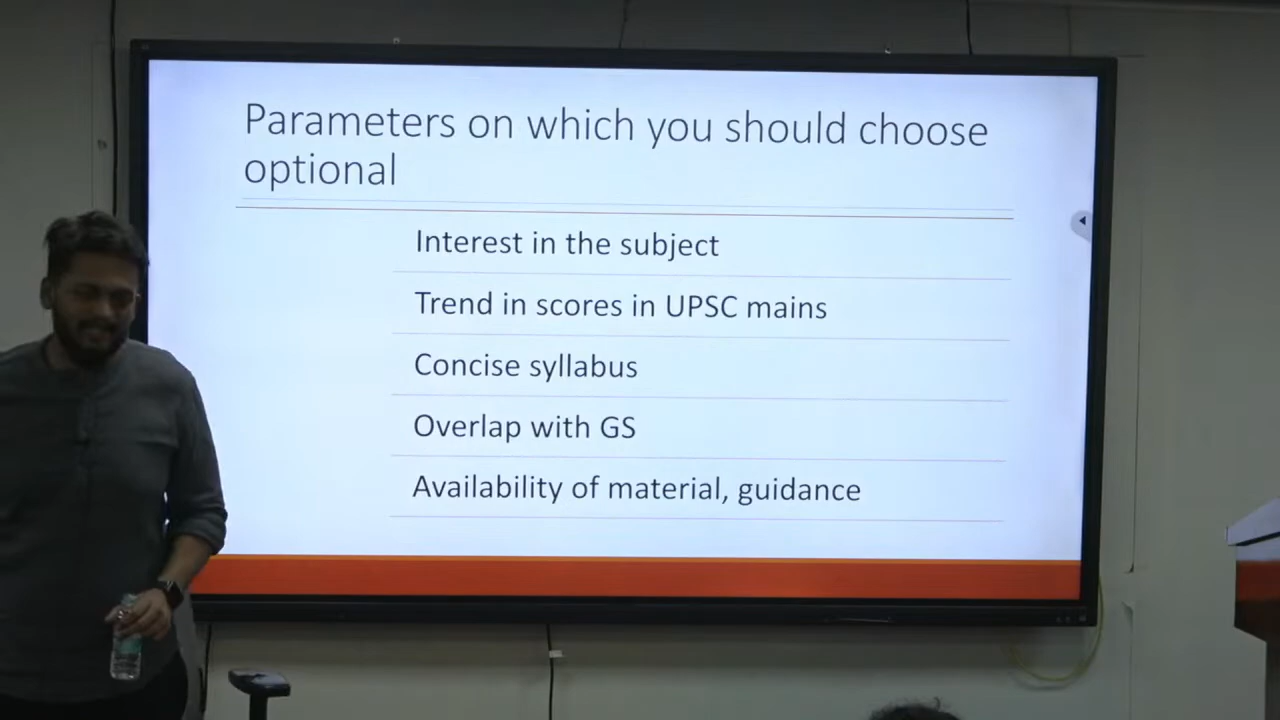 Parameters on which you should choose
optional
Interest in the subject
Trend in scores in UPSC mains
Concise syllabus
Overlap with GS
Availability of material, guidance